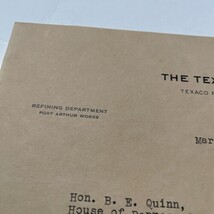 THE TEX
TEXACO
REFINING DEPARTMENT
PORT ARTHUR WORKS
Mar
Hon. B. E. Quinn,
House of